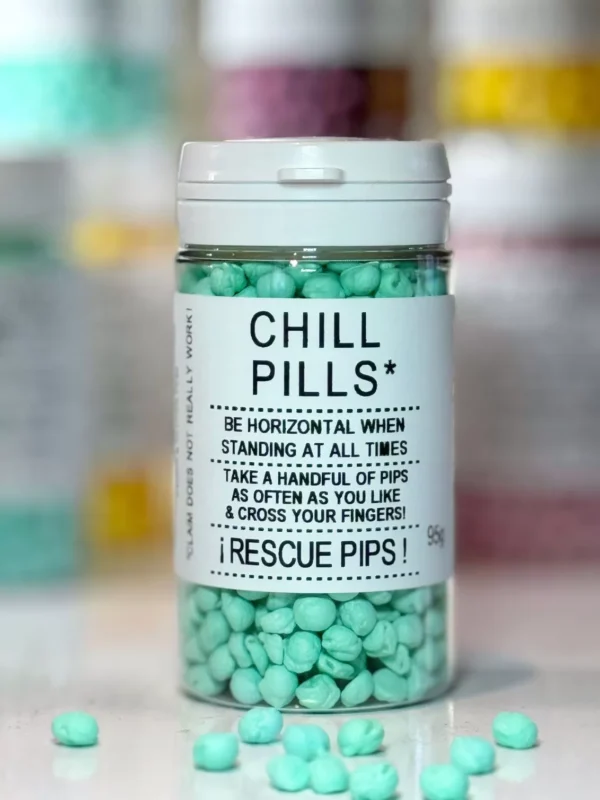 CHILL
PILLS*
BE HORIZONTAL WHEN
STANDING AT ALL TIMES
TAKE A HANDFUL OF PIPS
AS OFTEN AS YOU LIKE
& CROSS YOUR FINGERS!
¡RESCUE PIPS!
95g
*CLAIM DOES NOT REALLY WORK!